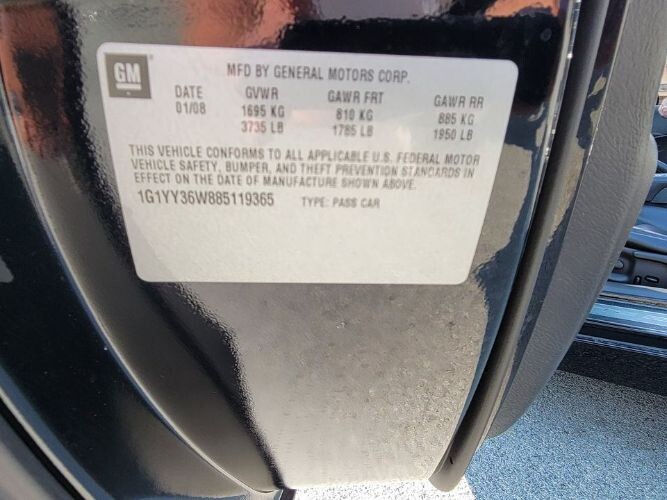 GM
MFD BY GENERAL MOTORS CORP.
DATE GVWR GAWR FRT GAWR RR
01/08 1695 KG 810 KG 885 KG
3735 LB 1785 LB 1950 LB
THIS VEHICLE CONFORMS TO ALL APPLICABLE U.S. FEDERAL MOTOR
VEHICLE SAFETY, BUMPER, AND THEFT PREVENTION STANDARDS IN
EFFECT ON THE DATE OF MANUFACTURE SHOWN ABOVE.
1G1YY36W885119365 TYPE: PASS CAR